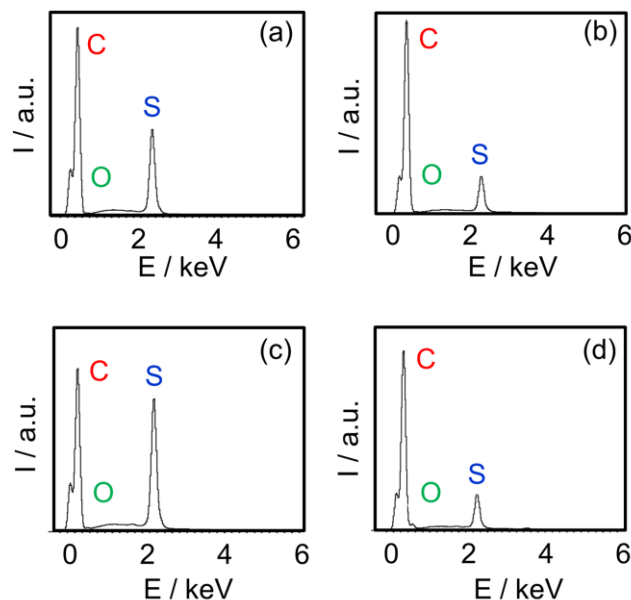 (a)
C
S
O
I / a.u.
0 2 4 6
E / keV
(b)
C
S
O
I / a.u.
0 2 4 6
E / keV
(c)
C
S
O
I / a.u.
0 2 4 6
E / keV
(d)
C
O
S
I / a.u.
0 2 4 6
E / keV